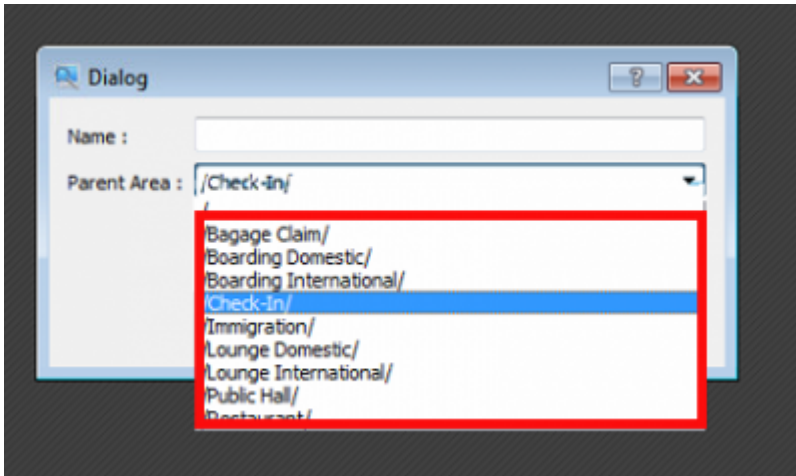 Dialog
Name :
Parent Area : /Check-In/
/
/Bagage Claim/
/Boarding Domestic/
/Boarding International/
/Check-In/
/Immigration/
/Lounge Domestic/
/Lounge International/
/Public Hall/
/Restaurant/